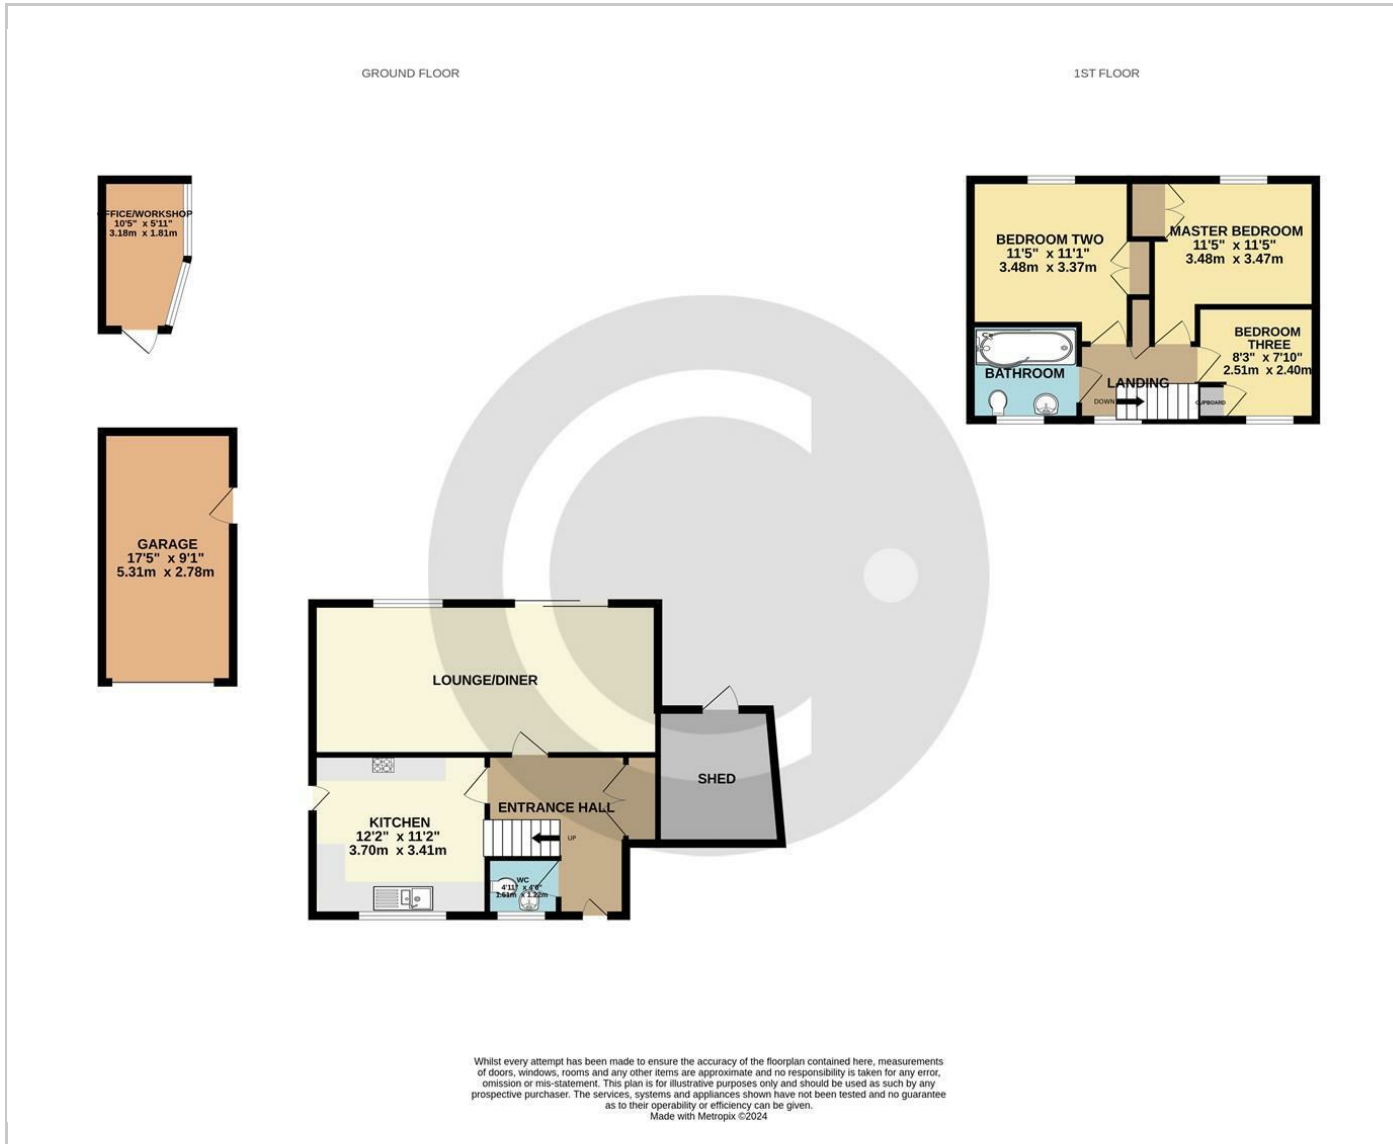 GROUND FLOOR
1ST FLOOR
OFFICE/WORKSHOP
10'5" x 5'11"
3.18m x 1.81m
BEDROOM TWO
11'5" x 11'1"
3.48m x 3.37m
MASTER BEDROOM
11'5" x 11'5"
3.48m x 3.47m
BEDROOM
THREE
8'3" x 7'10"
2.51m x 2.40m
BATHROOM
LANDING
DOWN
CUPBOARD
GARAGE
17'5" x 9'1"
5.31m x 2.78m
LOUNGE/DINER
SHED
ENTRANCE HALL
KITCHEN
12'2" x 11'2"
3.70m x 3.41m
UP
WC
4'11" x 4'0"
1.51m x 1.22m
Whilst every attempt has been made to ensure the accuracy of the floorplan contained here, measurements
of doors, windows, rooms and any other items are approximate and no responsibility is taken for any error,
omission or mis-statement. This plan is for illustrative purposes only and should be used as such by any
prospective purchaser. The services, systems and appliances shown have not been tested and no guarantee
as to their operability or efficiency can be given.
Made with Metropix ©2024